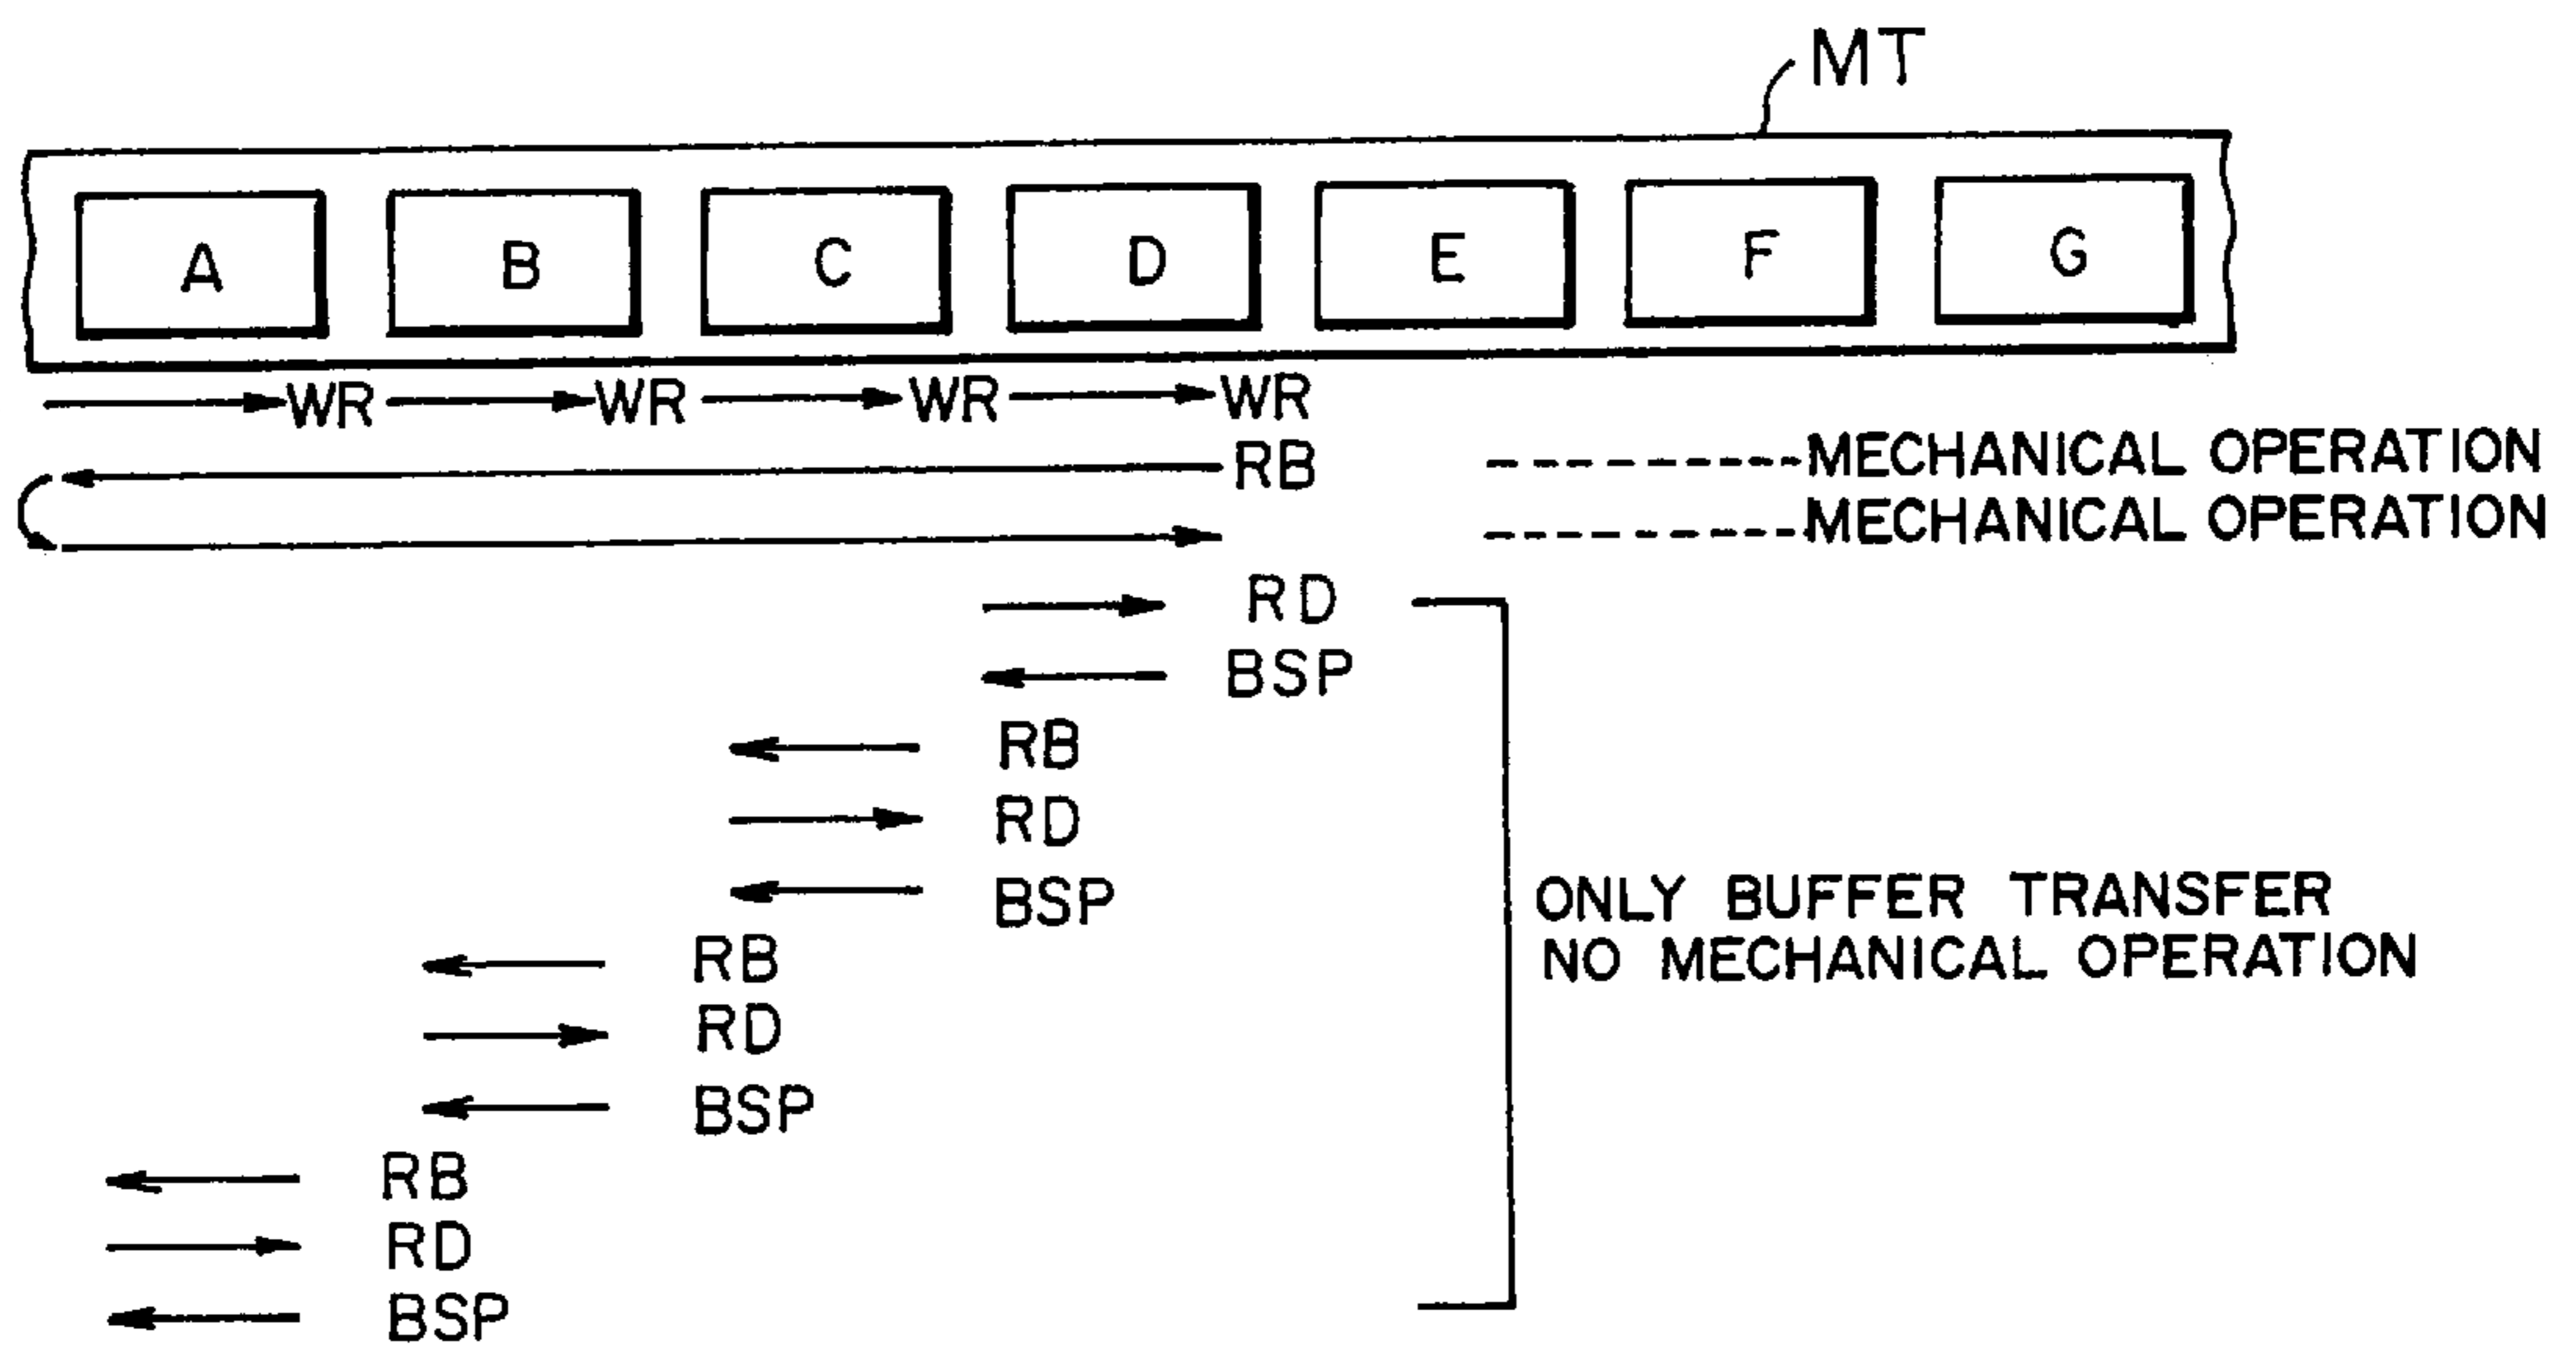 MT
A B C D E F G
WR WR WR WR
RB ---------MECHANICAL OPERATION
---------MECHANICAL OPERATION
RD
BSP
RB
RD
BSP
ONLY BUFFER TRANSFER
NO MECHANICAL OPERATION
RB
RD
BSP
RB
RD
BSP